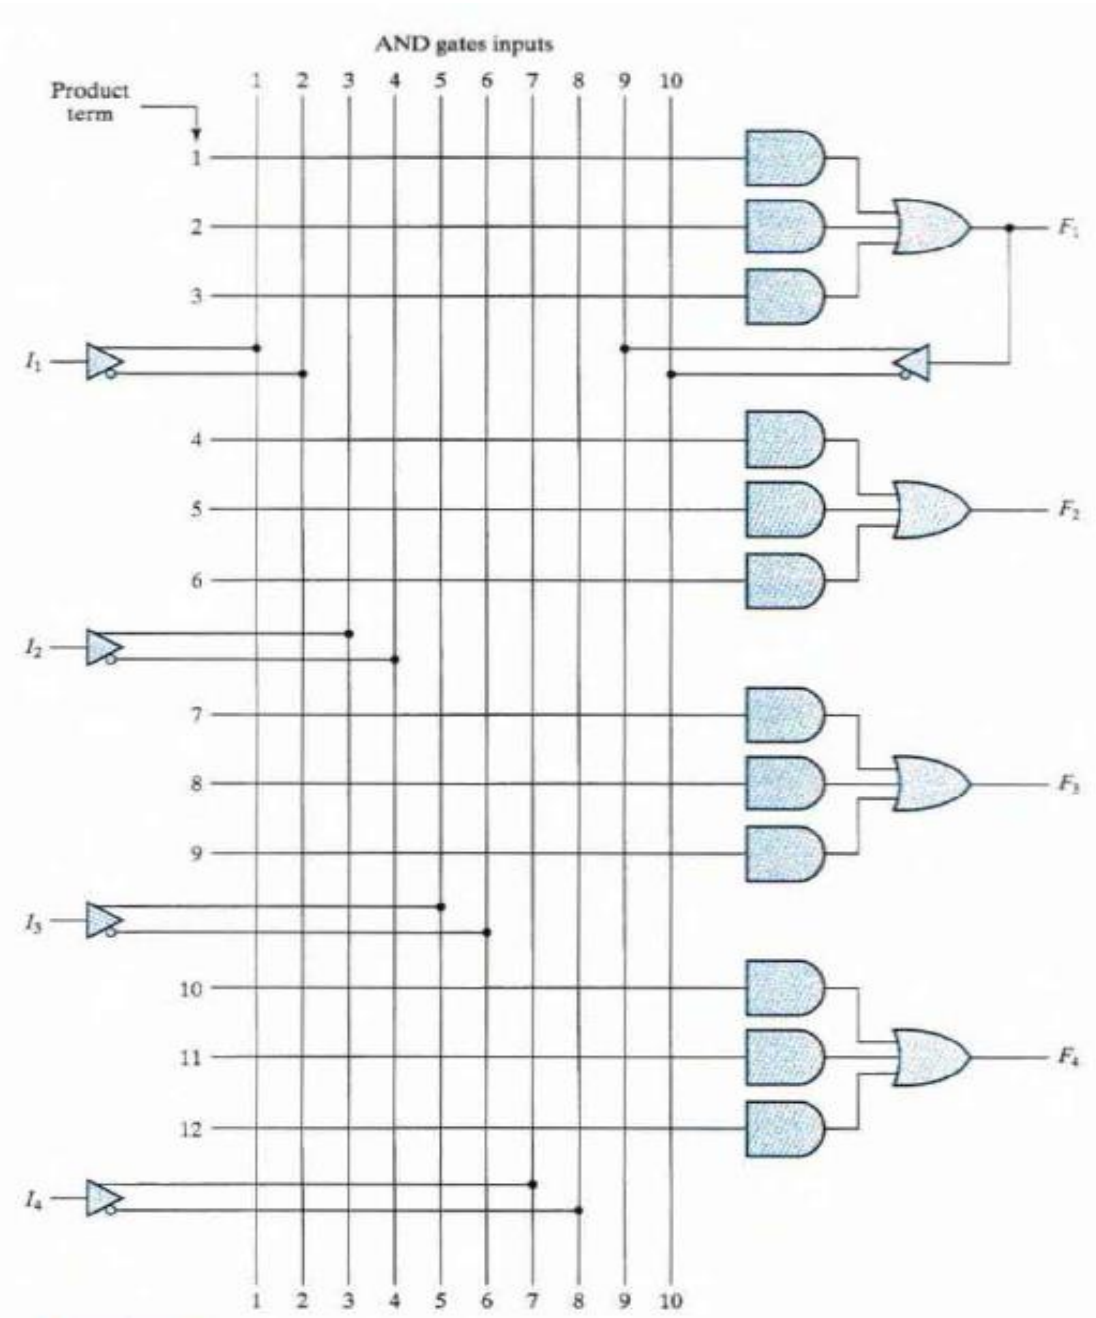 AND gates inputs
1 2 3 4 5 6 7 8 9 10
Product
term
1
2
F₁
3
I₁
4
5
F₂
6
I₂
7
8
F₃
9
I₃
10
11
F₄
12
I₄
1 2 3 4 5 6 7 8 9 10